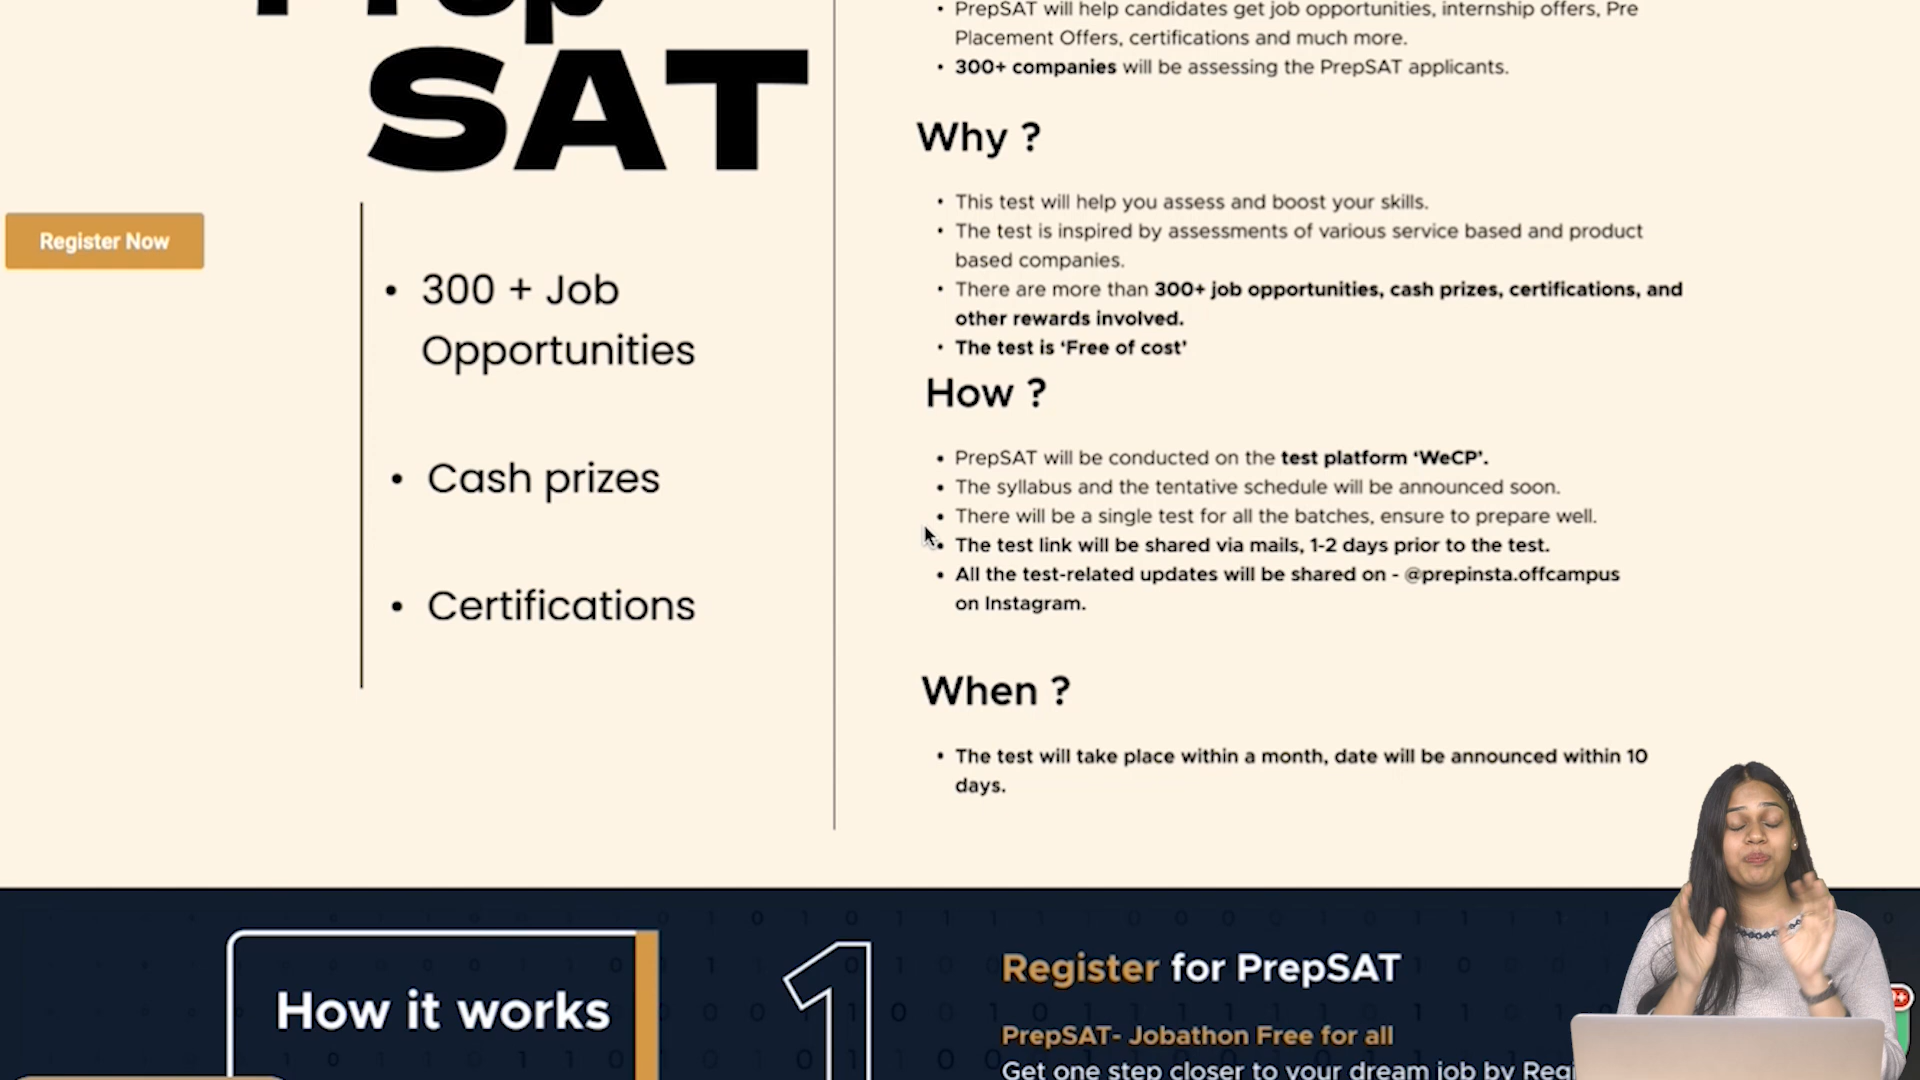 Prep
SAT
Register Now
• 300 + Job
Opportunities
• Cash prizes
• Certifications
• PrepSAT will help candidates get job opportunities, internship offers, Pre
Placement Offers, certifications and much more.
• 300+ companies will be assessing the PrepSAT applicants.
Why ?
• This test will help you assess and boost your skills.
• The test is inspired by assessments of various service based and product
based companies.
• There are more than 300+ job opportunities, cash prizes, certifications, and
other rewards involved.
• The test is ‘Free of cost’
How ?
• PrepSAT will be conducted on the test platform ‘WeCP’.
• The syllabus and the tentative schedule will be announced soon.
• There will be a single test for all the batches, ensure to prepare well.
• The test link will be shared via mails, 1-2 days prior to the test.
• All the test-related updates will be shared on - @prepinsta.offcampus
on Instagram.
When ?
• The test will take place within a month, date will be announced within 10
days.
How it works
1
Register for PrepSAT
PrepSAT- Jobathon Free for all
Get one step closer to your dream job by